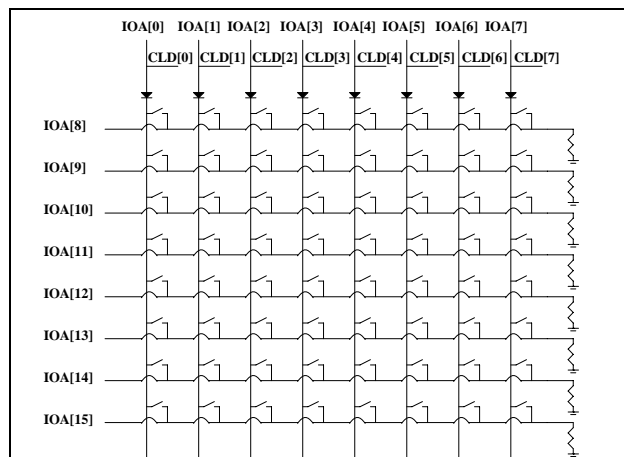 IOA[0] IOA[1] IOA[2] IOA[3] IOA[4] IOA[5] IOA[6] IOA[7]
CLD[0] CLD[1] CLD[2] CLD[3] CLD[4] CLD[5] CLD[6] CLD[7]
IOA[8]
IOA[9]
IOA[10]
IOA[11]
IOA[12]
IOA[13]
IOA[14]
IOA[15]